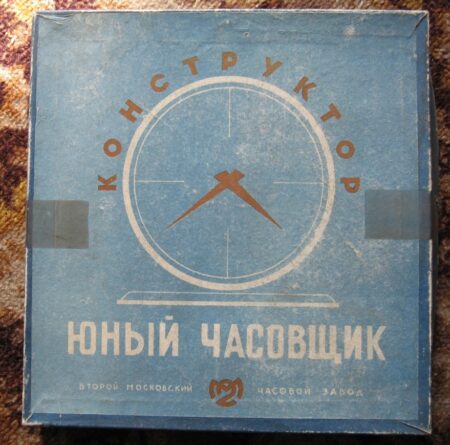 КОНСТРУКТОР
ЮНЫЙ ЧАСОВЩИК
ВТОРОЙ МОСКОВСКИЙ ЧАСОВОЙ ЗАВОД